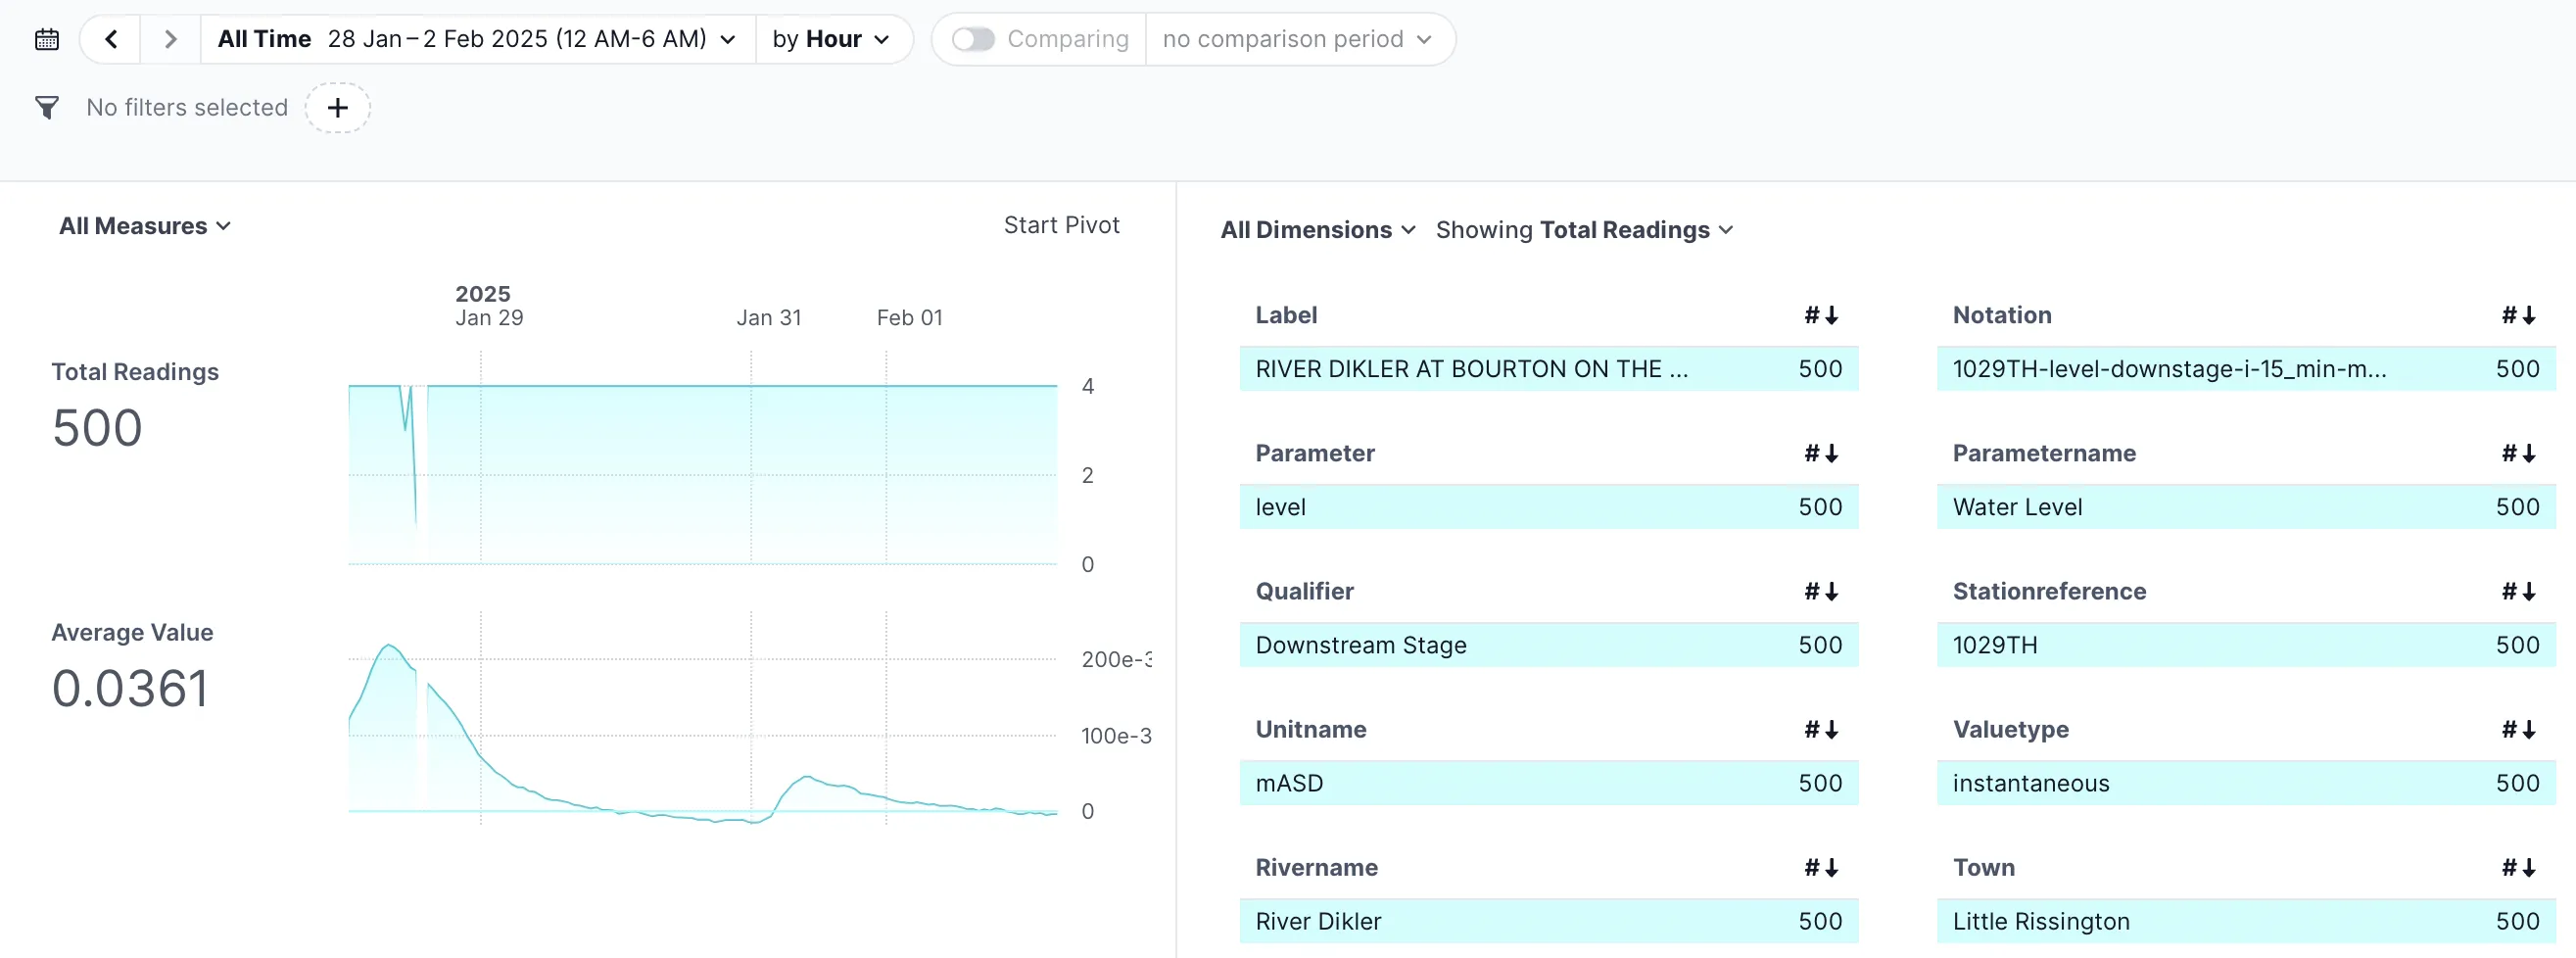 All Time 28 Jan – 2 Feb 2025 (12 AM-6 AM) by Hour Comparing no comparison period
No filters selected +
All Measures Start Pivot
2025
Jan 29 Jan 31 Feb 01
Total Readings
500
4
2
0
Average Value
0.0361
200e-3
100e-3
0
All Dimensions Showing Total Readings
Label #
RIVER DIKLER AT BOURTON ON THE ... 500
Notation #
1029TH-level-downstage-i-15_min-m... 500
Parameter #
level 500
Parametername #
Water Level 500
Qualifier #
Downstream Stage 500
Stationreference #
1029TH 500
Unitname #
mASD 500
Valuetype #
instantaneous 500
Rivername #
River Dikler 500
Town #
Little Rissington 500